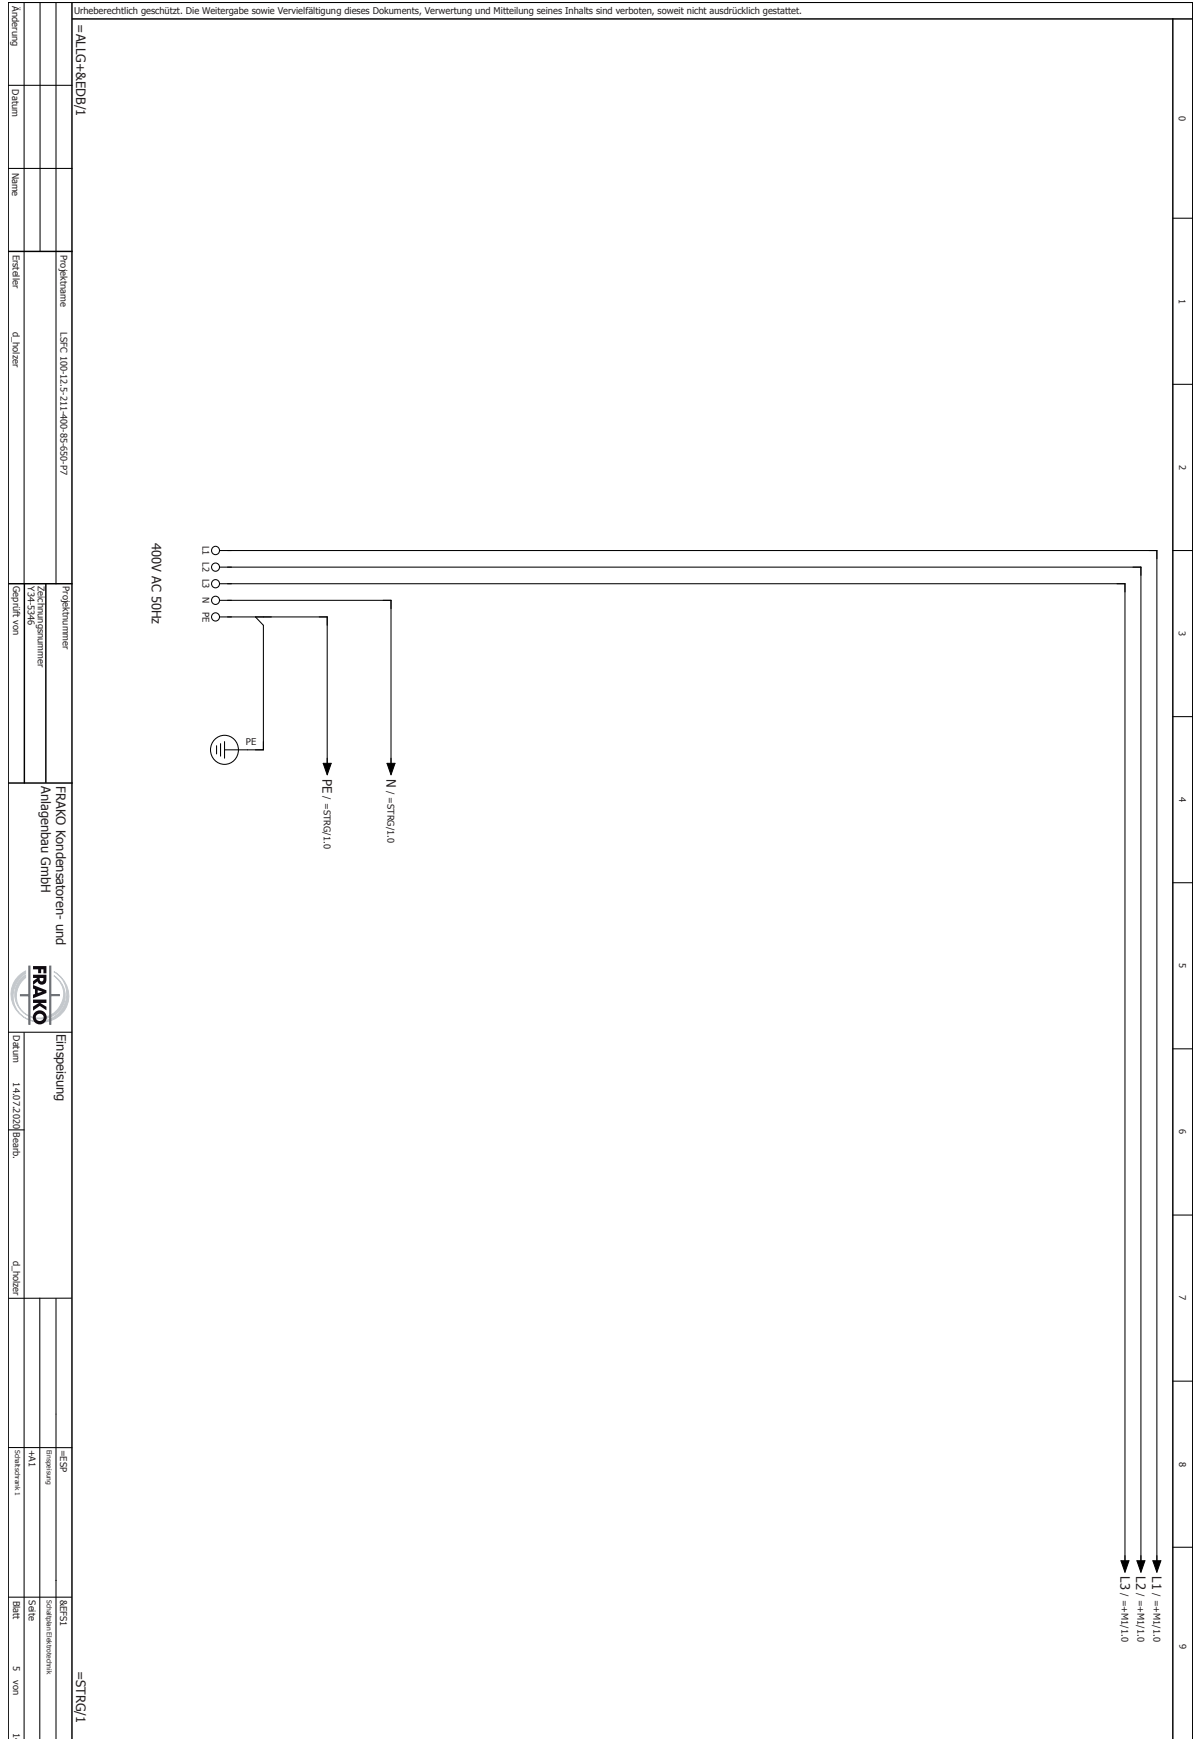 0
1
2
3
4
5
6
7
8
9
L1 / =+M1/1.0
L2 / =+M1/1.0
L3 / =+M1/1.0
N / =STRG/1.0
PE / =STRG/1.0
PE
L1
L2
L3
N
PE
400V AC 50Hz
=ALLG+&EDB/1
=STRG/1
Urheberechtlich geschützt. Die Weitergabe sowie Vervielfältigung dieses Dokuments, Verwertung und Mitteilung seines Inhalts sind verboten, soweit nicht ausdrücklich gestattet.
Änderung
Datum
Name
Projektname LSFC 100-12.5-211-400-85-650-P7
Ersteller d_holzer
Projektnummer
Zeichnungsnummer
Y34-5346
Geprüft von
FRAKO Kondensatoren- und
Anlagenbau GmbH
FRAKO
Einspeisung
Datum 14.07.2020 Bearb. d_holzer
=ESP
Einspeisung
+A1
Schaltschrank 1
&EFS1
Schaltplan Elektrotechnik
Seite
Blatt 5 von